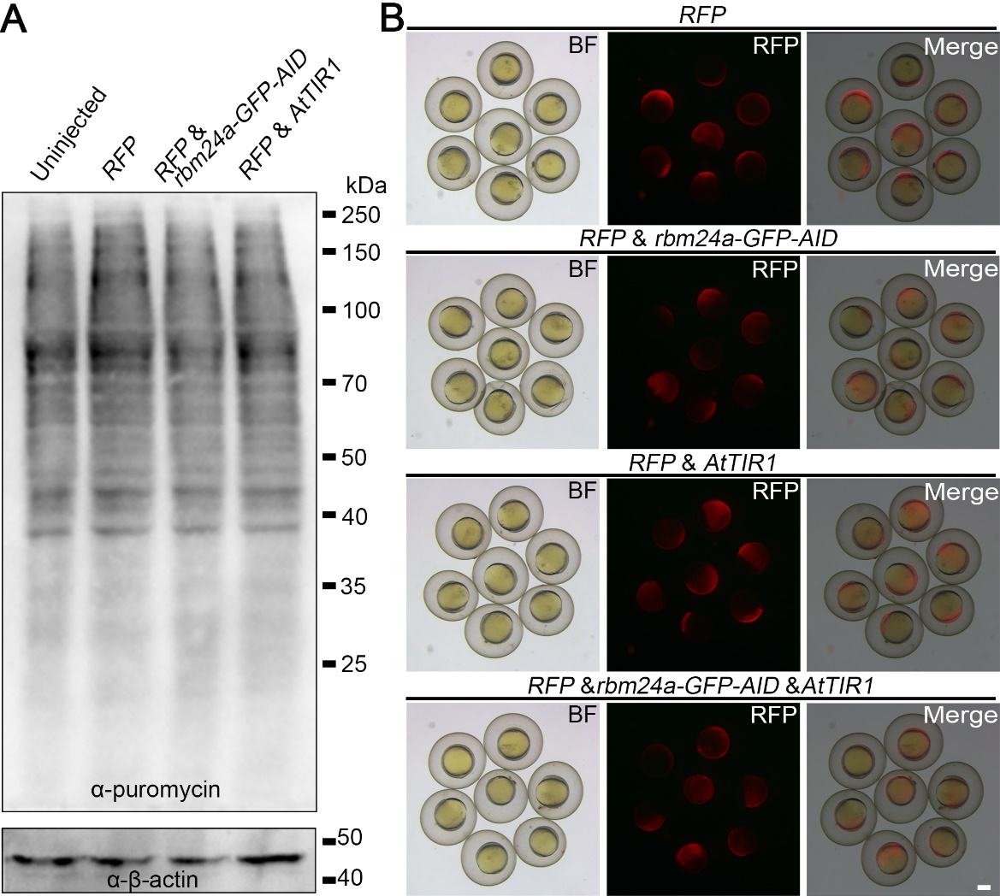 A
Uninjected
RFP
RFP &
rbm24a-GFP-AID
RFP & AtTIR1
kDa
250
150
100
70
50
40
35
25
α-puromycin
50
40
α-β-actin
B
RFP
BF
RFP
Merge
RFP & rbm24a-GFP-AID
BF
RFP
Merge
RFP & AtTIR1
BF
RFP
Merge
RFP &rbm24a-GFP-AID &AtTIR1
BF
RFP
Merge